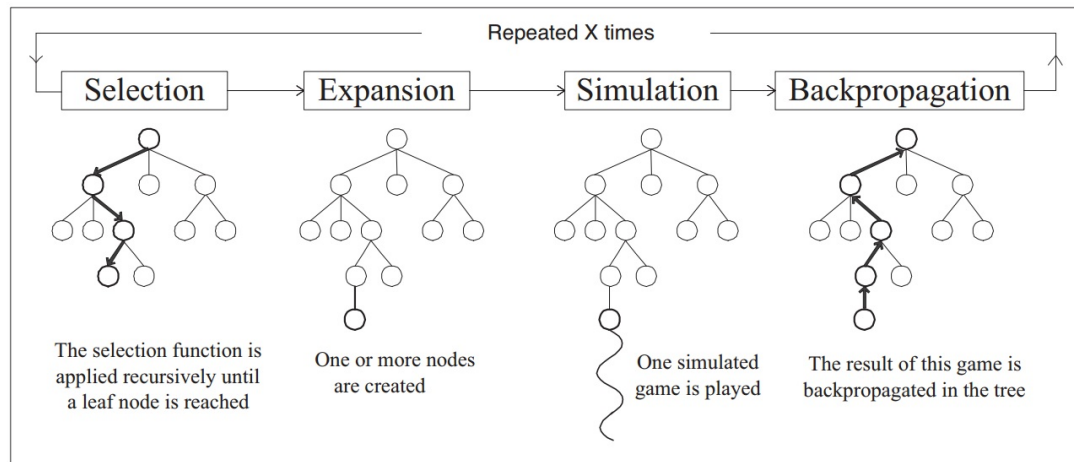 Repeated X times
Selection
Expansion
Simulation
Backpropagation
The selection function is
applied recursively until
a leaf node is reached
One or more nodes
are created
One simulated
game is played
The result of this game is
backpropagated in the tree